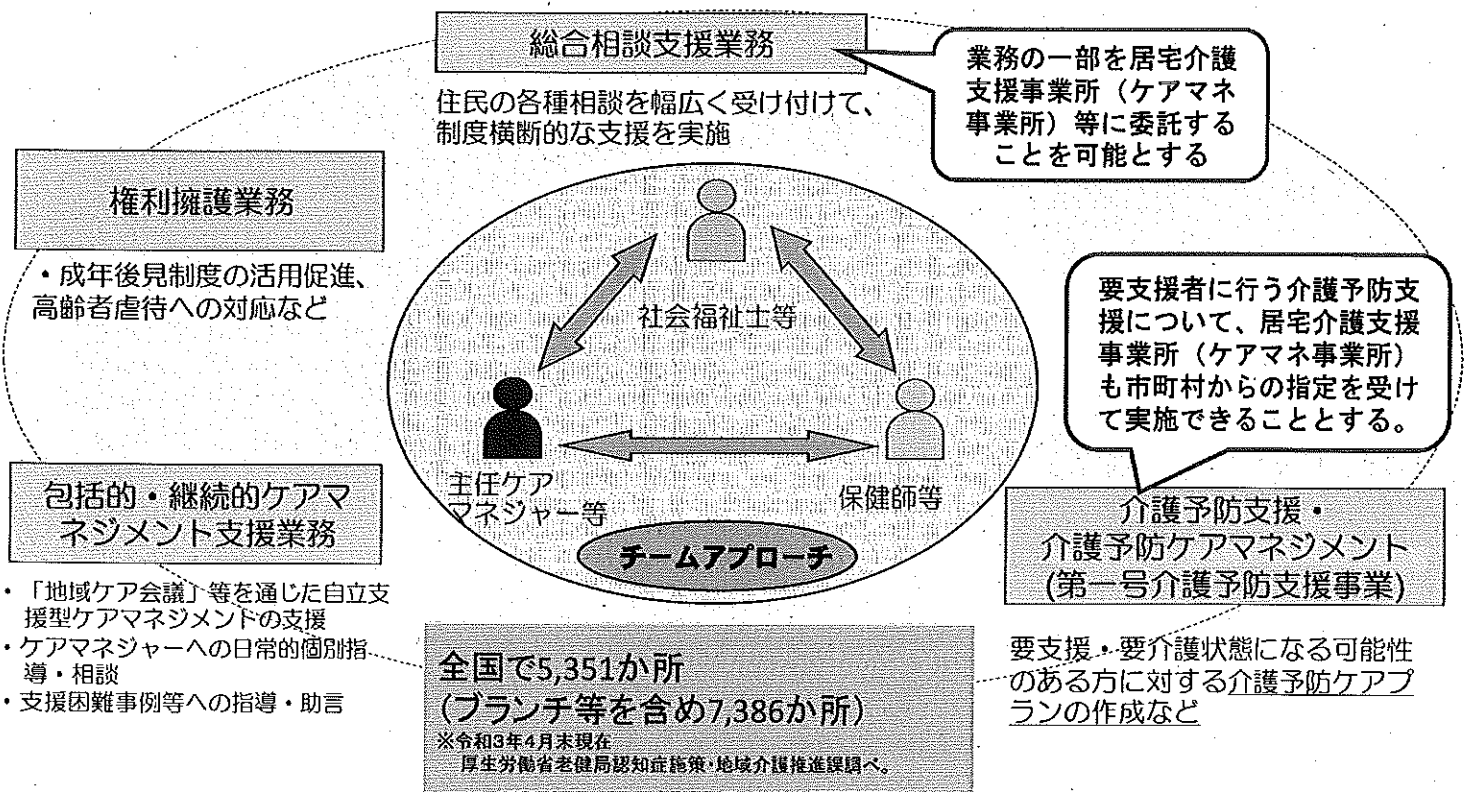 総合相談支援業務
住民の各種相談を幅広く受け付けて、
制度横断的な支援を実施
業務の一部を居宅介護
支援事業所（ケアマネ
事業所）等に委託する
ことを可能とする
権利擁護業務
・成年後見制度の活用促進、
高齢者虐待への対応など
社会福祉士等
主任ケア
マネジャー等
保健師等
チームアプローチ
要支援者に行う介護予防支
援について、居宅介護支援
事業所（ケアマネ事業所）
も市町村からの指定を受け
て実施できることとする。
包括的・継続的ケアマ
ネジメント支援業務
・「地域ケア会議」等を通じた自立支
援型ケアマネジメントの支援
・ケアマネジャーへの日常的個別指
導・相談
・支援困難事例等への指導・助言
介護予防支援・
介護予防ケアマネジメント
(第一号介護予防支援事業)
要支援・要介護状態になる可能性
のある方に対する介護予防ケアプ
ランの作成など
全国で5,351か所
（ブランチ等を含め7,386か所）
※令和3年4月末現在
厚生労働省老健局認知症施策・地域介護推進課調べ。